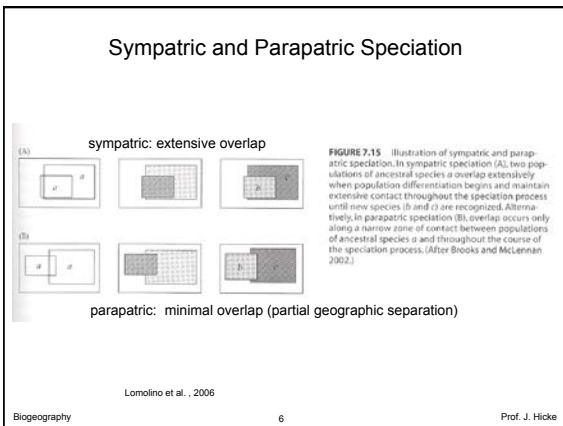 Sympatric and Parapatric Speciation
sympatric: extensive overlap
(A)
a
a
b
c
FIGURE 7.15 Illustration of sympatric and parap-
atric speciation. In sympatric speciation (A), two pop-
ulations of ancestral species a overlap extensively
when population differentiation begins and maintain
extensive contact throughout the speciation process
until new species (b and c) are recognized. Alterna-
tively, in parapatric speciation (B), overlap occurs only
along a narrow zone of contact between populations
of ancestral species a and throughout the course of
the speciation process. (After Brooks and McLennan
2002.)
(B)
a
a
b
c
parapatric: minimal overlap (partial geographic separation)
Lomolino et al. , 2006
Biogeography
6
Prof. J. Hicke